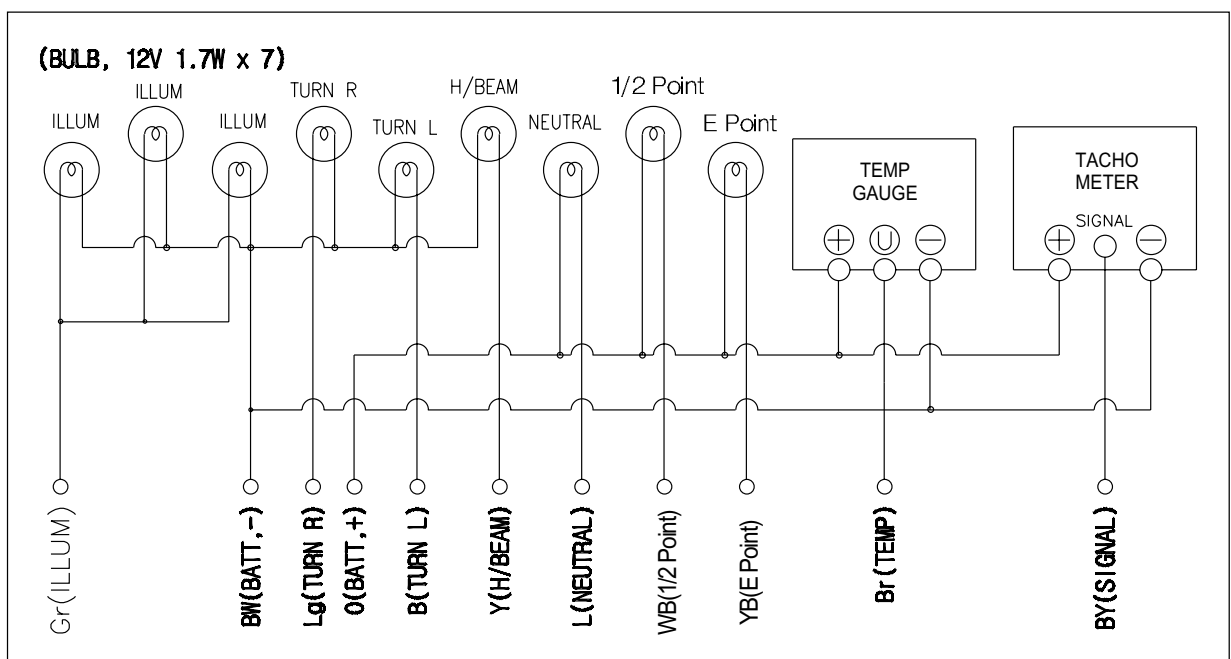 (BULB, 12V 1.7W x 7)
ILLUM
ILLUM
ILLUM
TURN R
TURN L
H/BEAM
NEUTRAL
1/2 Point
E Point
TEMP
GAUGE
+ U −
TACHO
METER
SIGNAL
+ −
Gr(ILLUM)
BW(BATT,-)
Lg(TURN R)
O(BATT,+)
B(TURN L)
Y(H/BEAM)
L(NEUTRAL)
WB(1/2 Point)
YB(E Point)
Br(TEMP)
BY(SIGNAL)